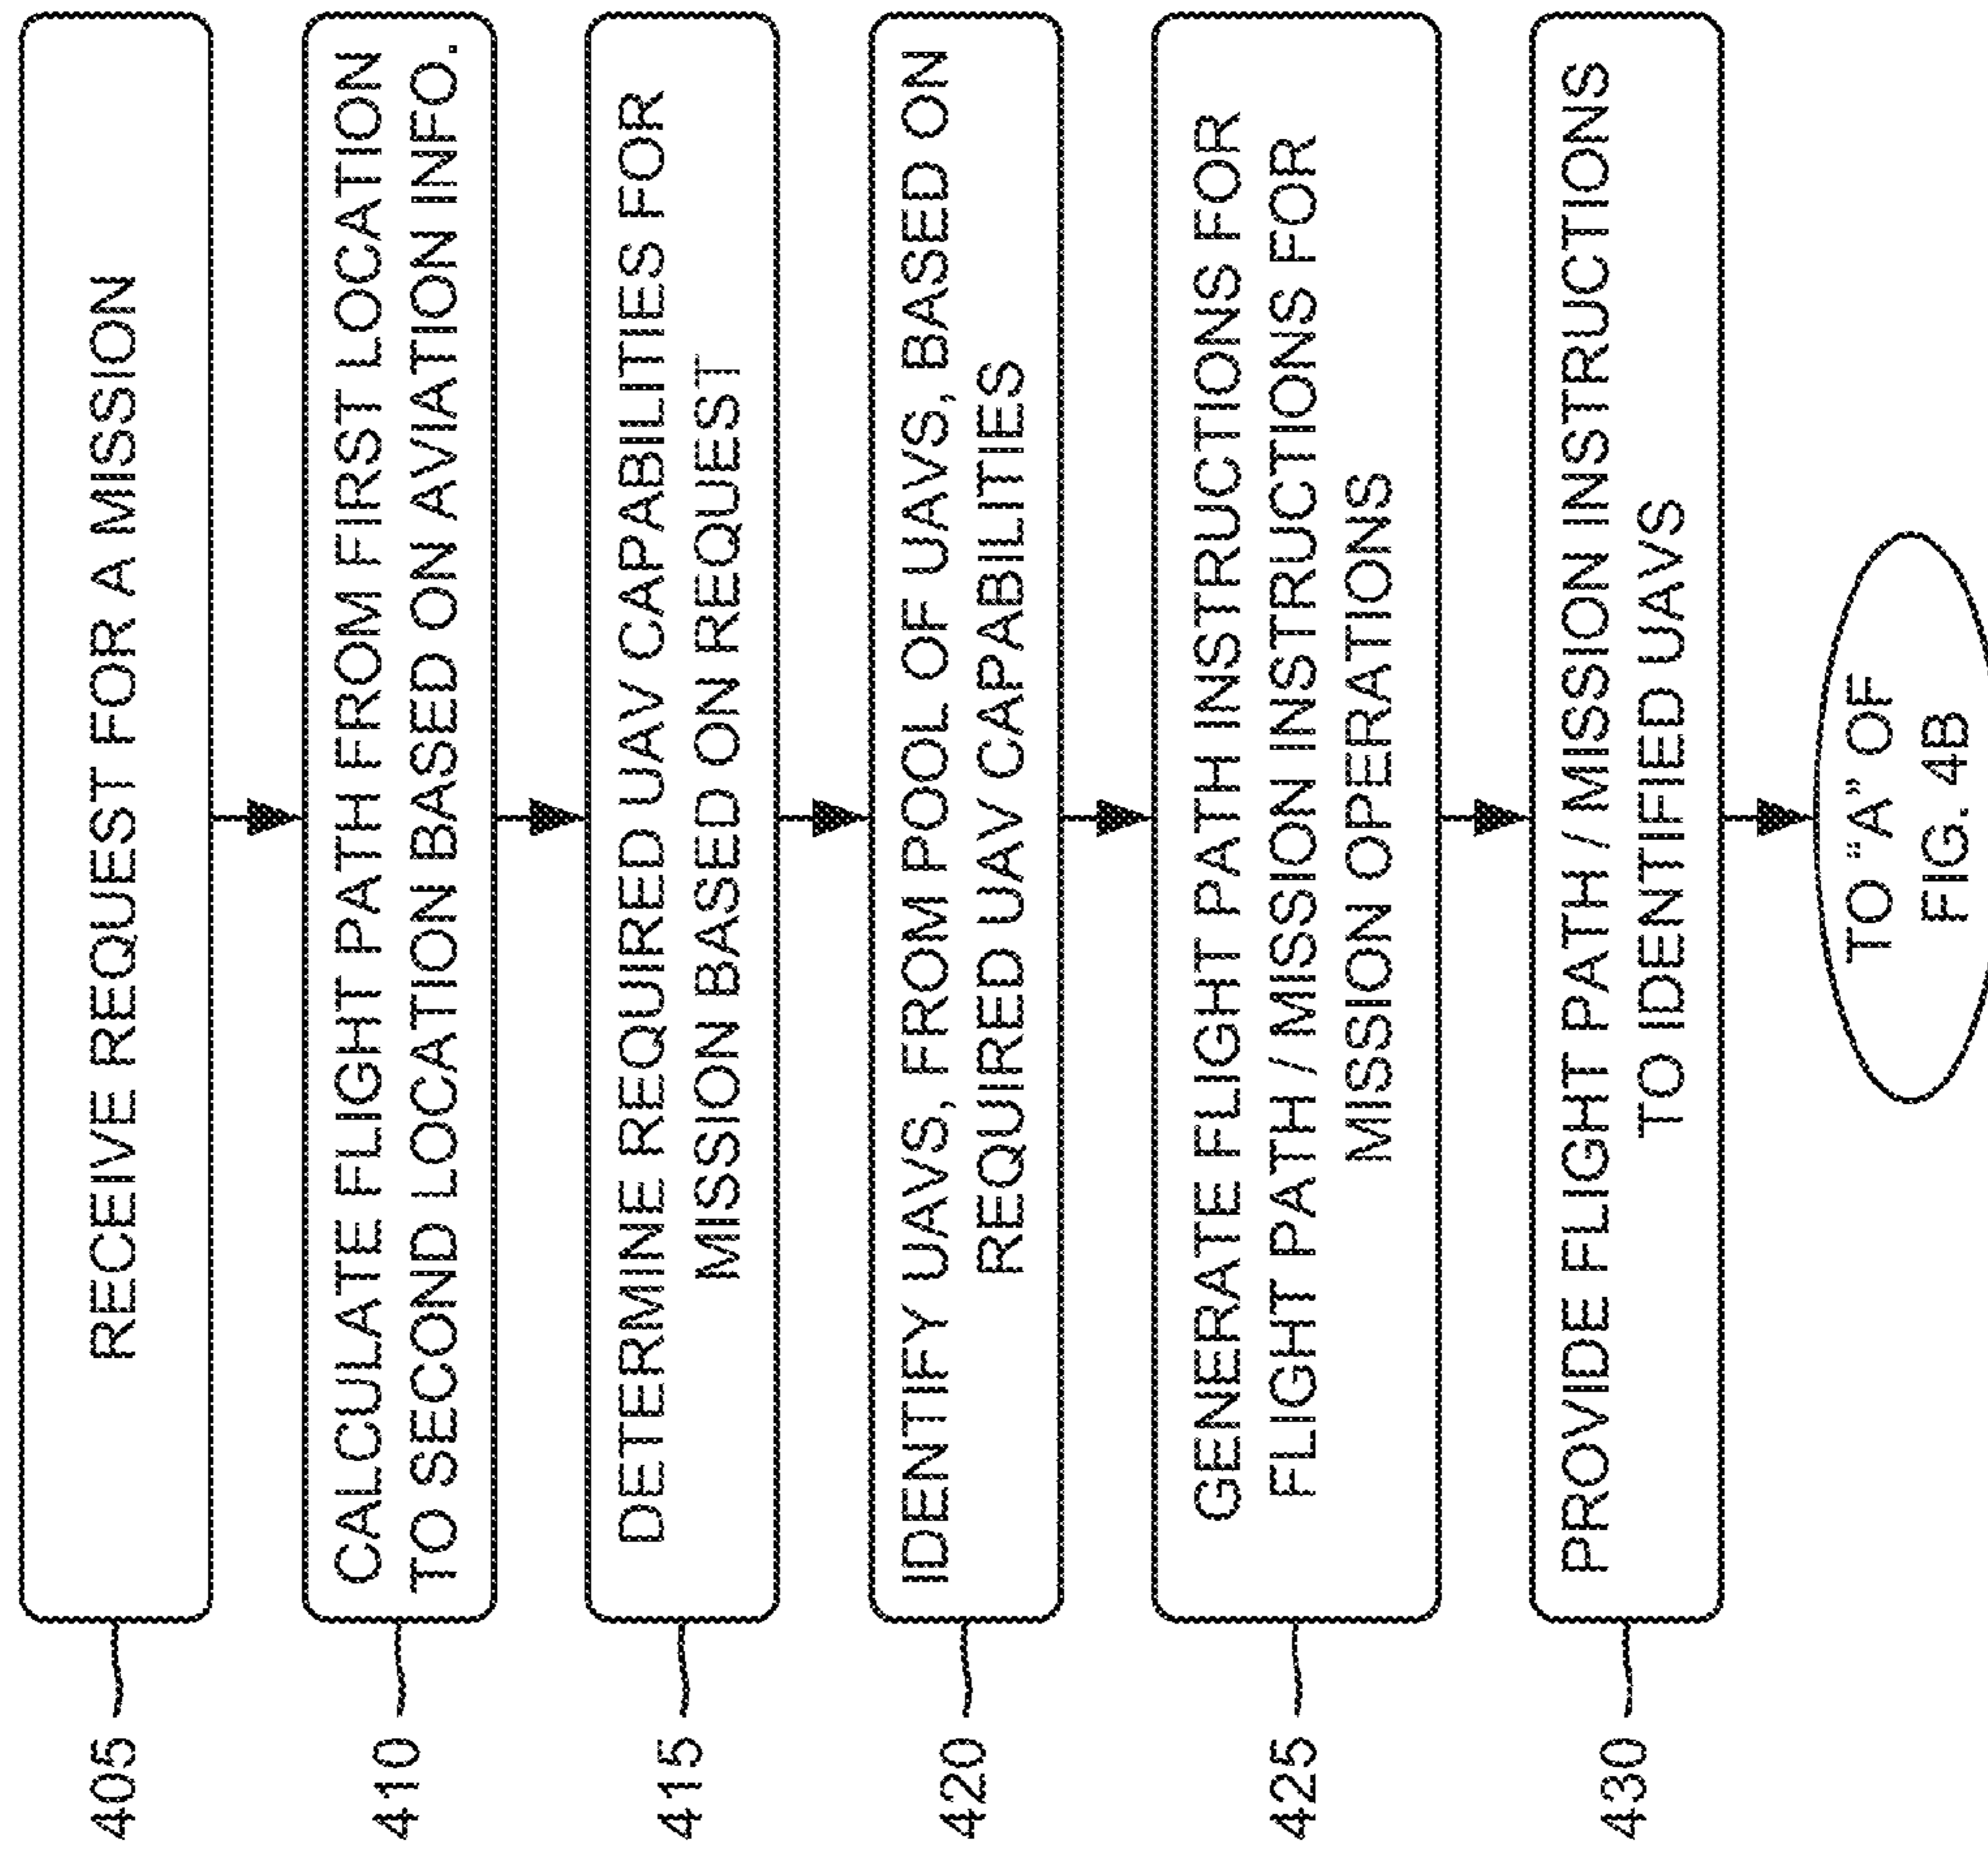 405
RECEIVE REQUEST FOR A MISSION
410
CALCULATE FLIGHT PATH FROM FIRST LOCATION
TO SECOND LOCATION BASED ON AVIATION INFO.
415
DETERMINE REQUIRED UAV CAPABILITIES FOR
MISSION BASED ON REQUEST
420
IDENTIFY UAVS, FROM POOL OF UAVS, BASED ON
REQUIRED UAV CAPABILITIES
425
GENERATE FLIGHT PATH INSTRUCTIONS FOR
FLIGHT PATH / MISSION INSTRUCTIONS FOR
MISSION OPERATIONS
430
PROVIDE FLIGHT PATH / MISSION INSTRUCTIONS
TO IDENTIFIED UAVS
TO “A” OF
FIG. 4B